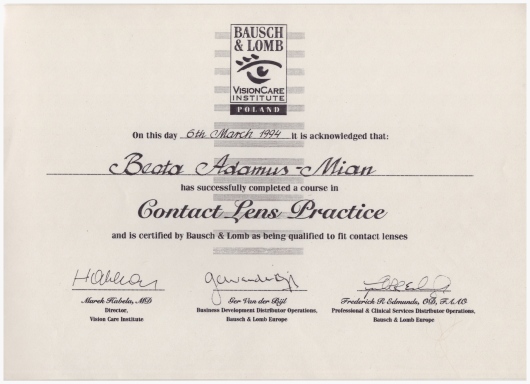 BAUSCH
& LOMB
VISIONCARE
INSTITUTE
POLAND
On this day 6th March 1994 it is acknowledged that:
Beata Adamus-Mian
has successfully completed a course in
Contact Lens Practice
and is certified by Bausch & Lomb as being qualified to fit contact lenses
Marek Habela, MD
Ger Van der Bijl
Frederick R. Edmunds, OD, FAAO
Director,
Business Development Distributor Operations,
Professional & Clinical Services Distributor Operations,
Vision Care Institute
Bausch & Lomb Europe
Bausch & Lomb Europe